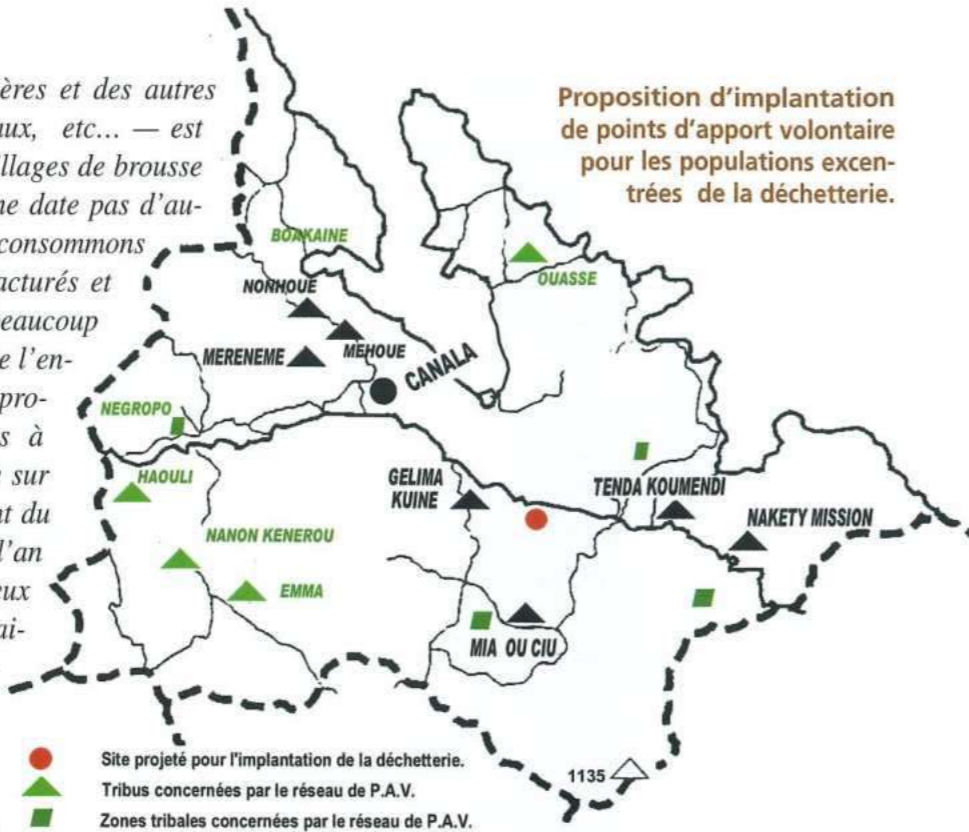 ères et des autres
aux, etc... — est
illages de brousse
ne date pas d'au-
consommons
acturés et
beaucoup
e l'en-
pro-
s à
sur
nt du
l'an
eux
ai-
Proposition d'implantation
de points d'apport volontaire
pour les populations excen-
trées de la déchetterie.
BOAKAINE
OUASSE
NONHOUE
MEHOUE
MERENEME
CANALA
NEGROPO
HAOULI
GELIMA
KUINE
TENDA KOUMENDI
NAKETY MISSION
NANON KENEROU
EMMA
MIA OU CIU
1135
Site projeté pour l'implantation de la déchetterie.
Tribus concernées par le réseau de P.A.V.
Zones tribales concernées par le réseau de P.A.V.